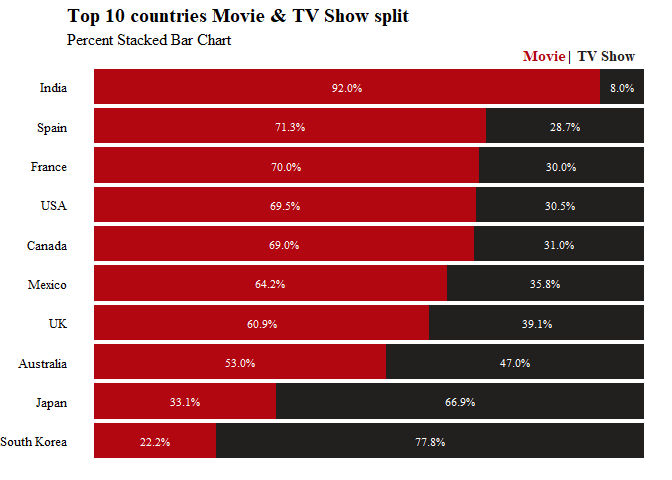 Top 10 countries Movie & TV Show split
Percent Stacked Bar Chart
Movie | TV Show
India 92.0% 8.0%
Spain 71.3% 28.7%
France 70.0% 30.0%
USA 69.5% 30.5%
Canada 69.0% 31.0%
Mexico 64.2% 35.8%
UK 60.9% 39.1%
Australia 53.0% 47.0%
Japan 33.1% 66.9%
South Korea 22.2% 77.8%